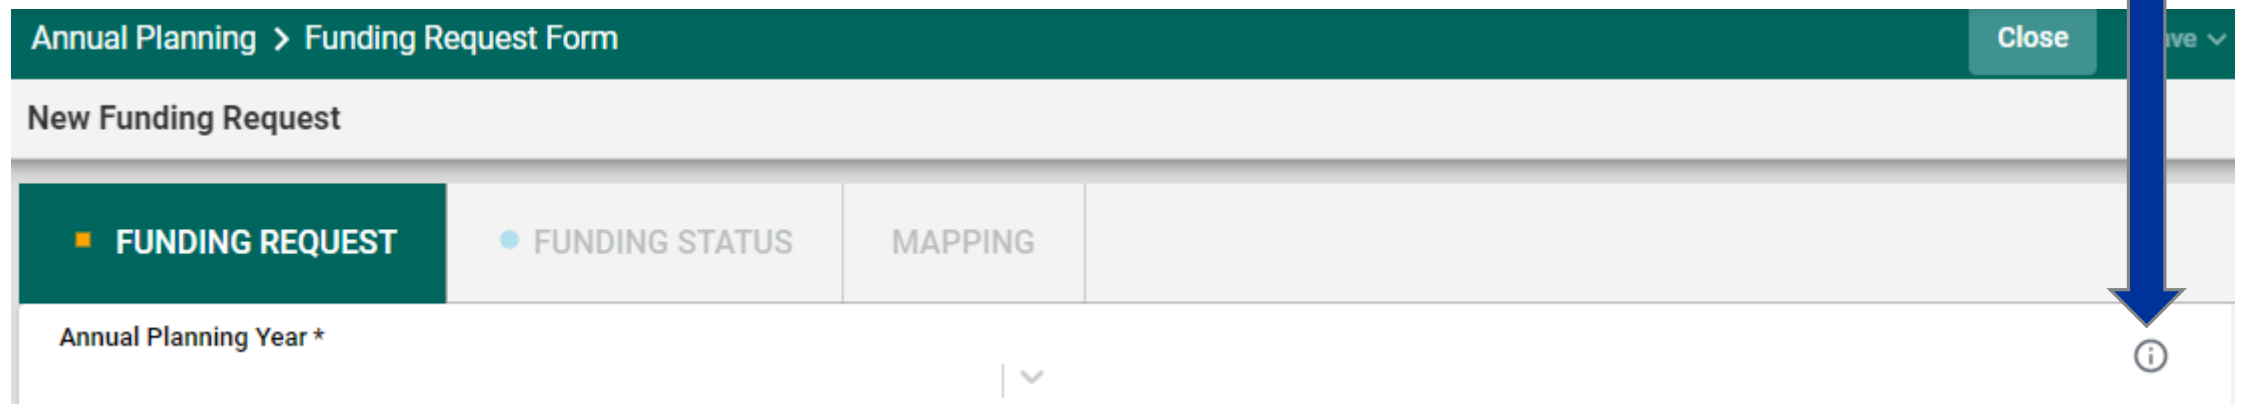 Annual Planning > Funding Request Form
Close
New Funding Request
FUNDING REQUEST
FUNDING STATUS
MAPPING
Annual Planning Year *